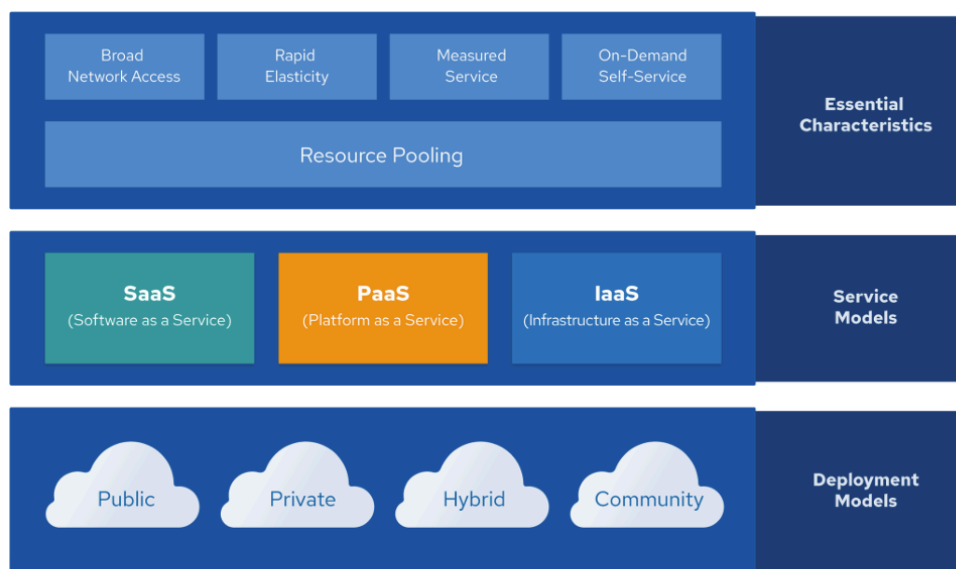 Broad
Network Access
Rapid
Elasticity
Measured
Service
On-Demand
Self-Service
Resource Pooling
Essential
Characteristics
SaaS
(Software as a Service)
PaaS
(Platform as a Service)
IaaS
(Infrastructure as a Service)
Service
Models
Public
Private
Hybrid
Community
Deployment
Models